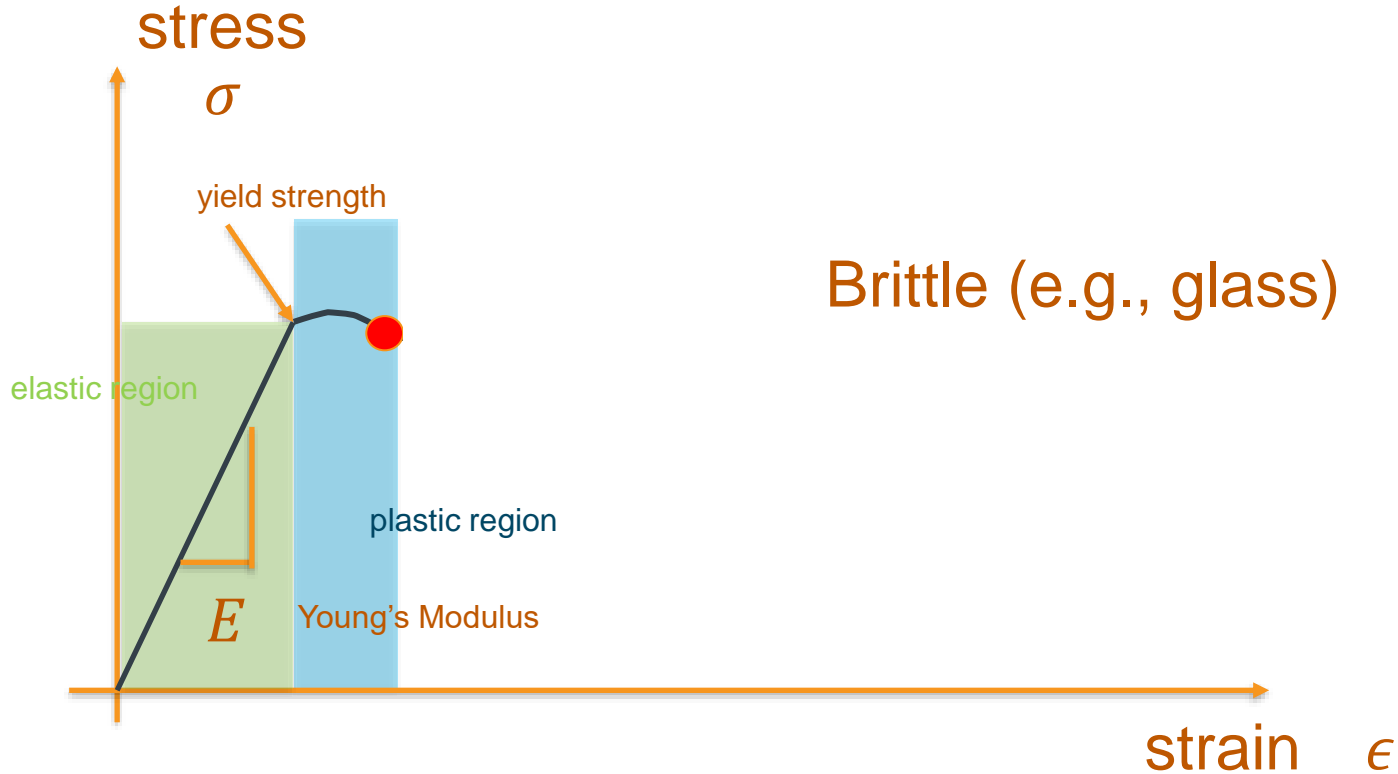 stress
σ
yield strength
Brittle (e.g., glass)
elastic region
plastic region
E
Young’s Modulus
strain ϵ